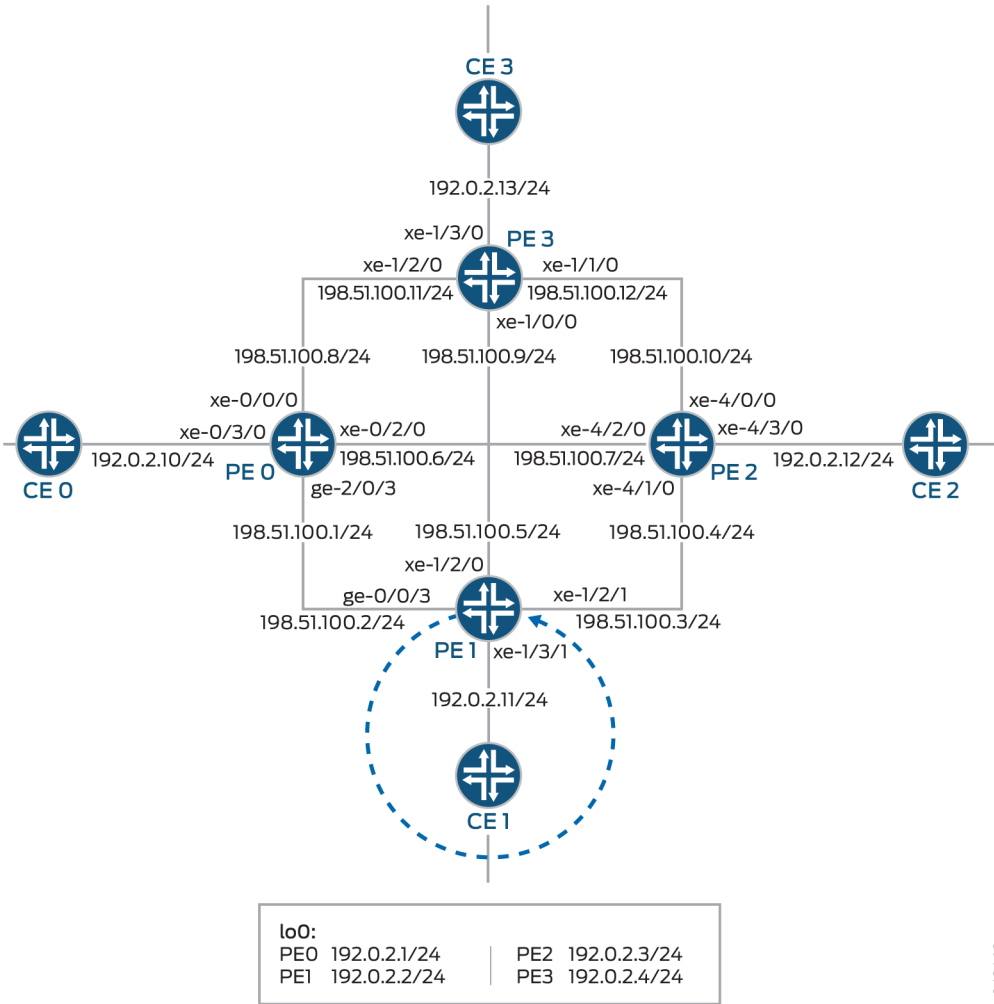 CE 3
192.0.2.13/24
xe-1/3/0
PE 3
xe-1/2/0
xe-1/1/0
198.51.100.11/24
198.51.100.12/24
xe-1/0/0
198.51.100.8/24
198.51.100.9/24
198.51.100.10/24
xe-0/0/0
xe-4/0/0
xe-0/3/0
xe-0/2/0
xe-4/2/0
xe-4/3/0
192.0.2.10/24
198.51.100.6/24
198.51.100.7/24
192.0.2.12/24
CE 0
PE 0
PE 2
CE 2
ge-2/0/3
xe-4/1/0
198.51.100.1/24
198.51.100.5/24
198.51.100.4/24
xe-1/2/0
ge-0/0/3
xe-1/2/1
198.51.100.2/24
198.51.100.3/24
PE 1
xe-1/3/1
192.0.2.11/24
CE 1
lo0:
PE0 192.0.2.1/24
PE2 192.0.2.3/24
PE1 192.0.2.2/24
PE3 192.0.2.4/24